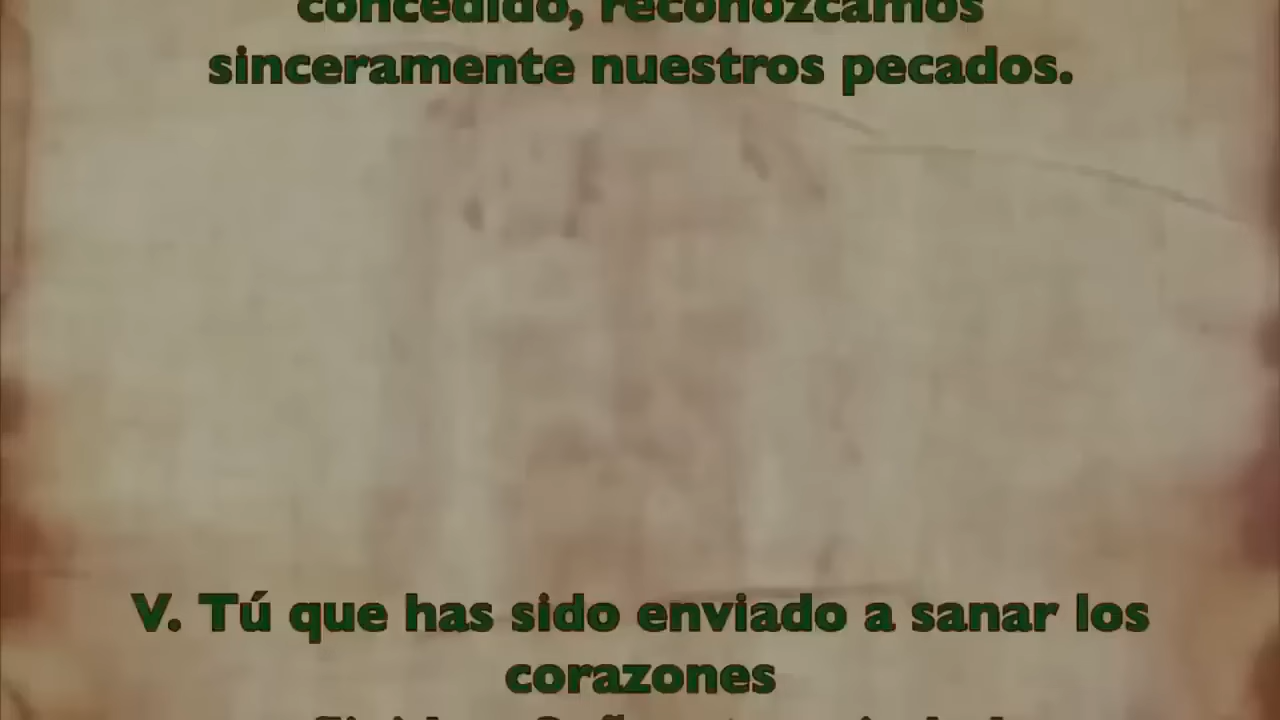 concedido, reconozcamos
sinceramente nuestros pecados.
V. Tú que has sido enviado a sanar los
corazones